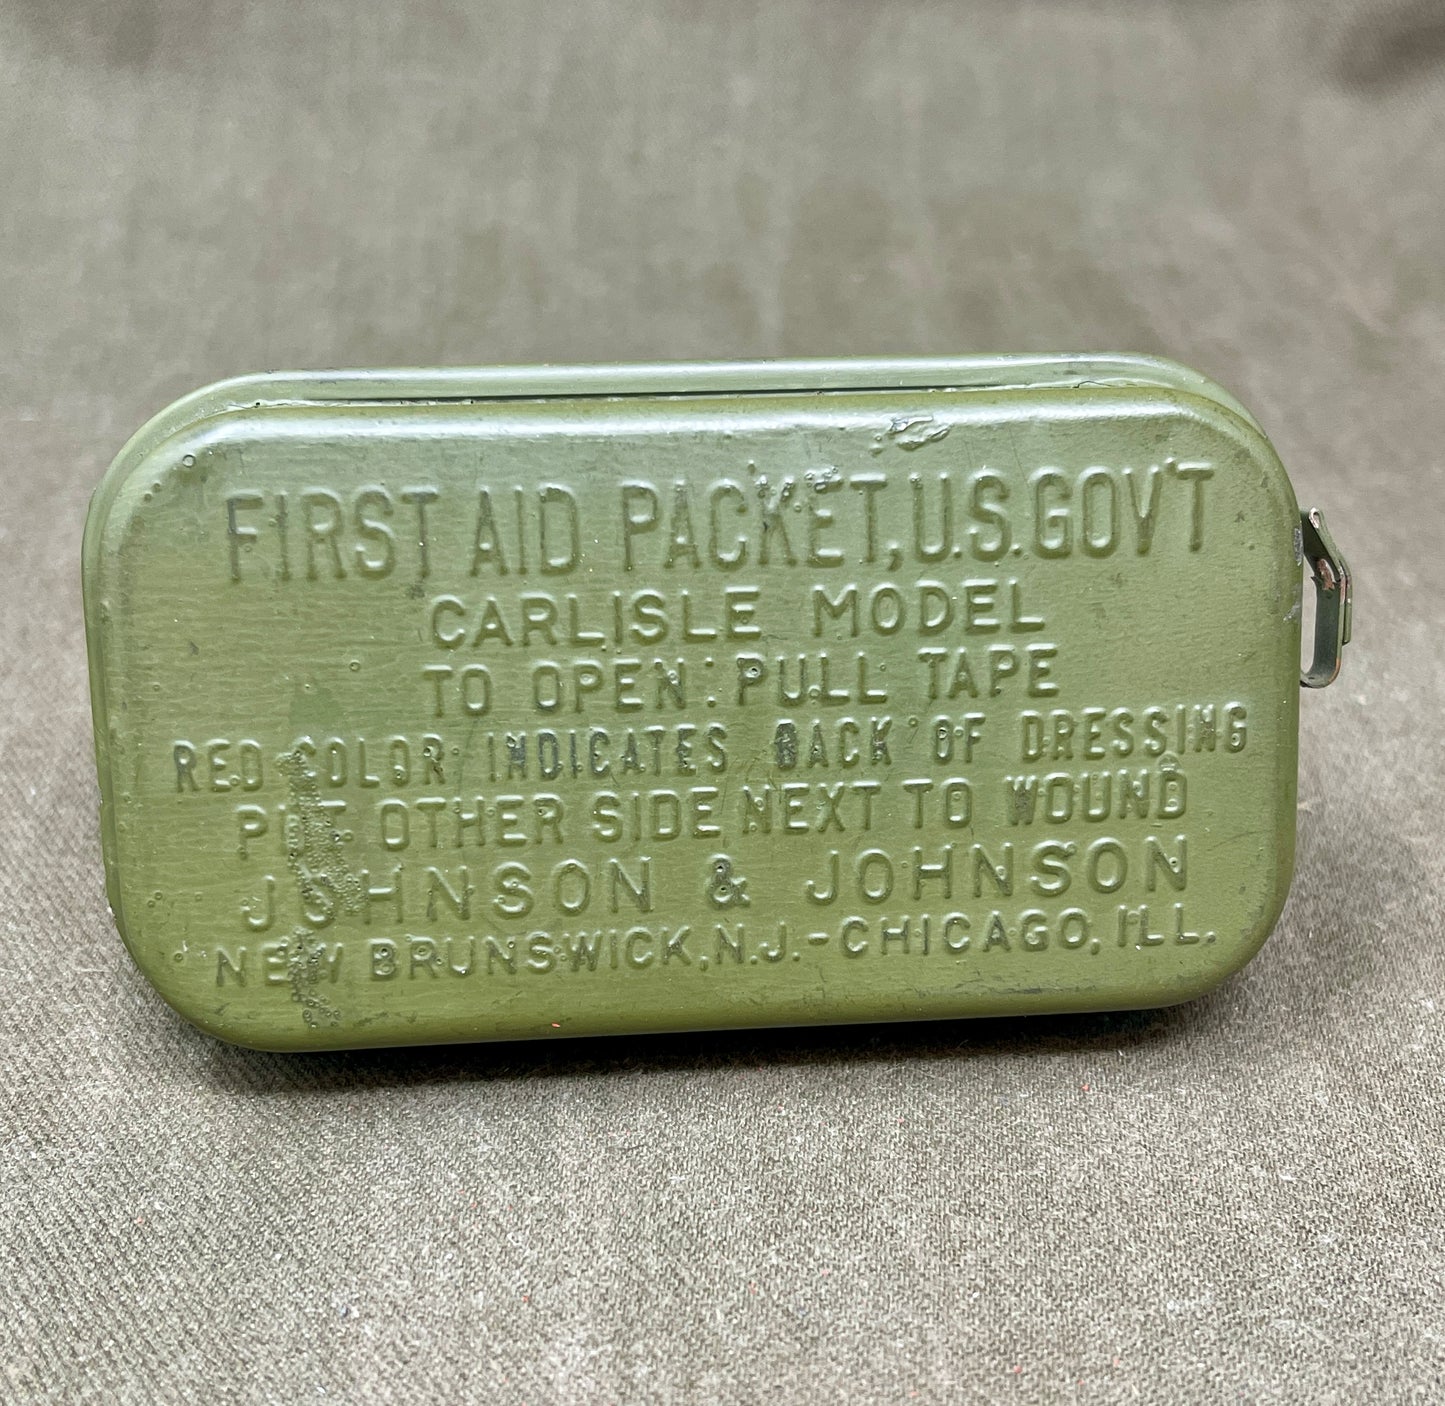 FIRST AID PACKET, U.S. GOV'T
CARLISLE MODEL
TO OPEN: PULL TAPE
RED COLOR INDICATES BACK OF DRESSING
PUT OTHER SIDE NEXT TO WOUND
JOHNSON & JOHNSON
NEW BRUNSWICK, N.J. - CHICAGO, ILL.